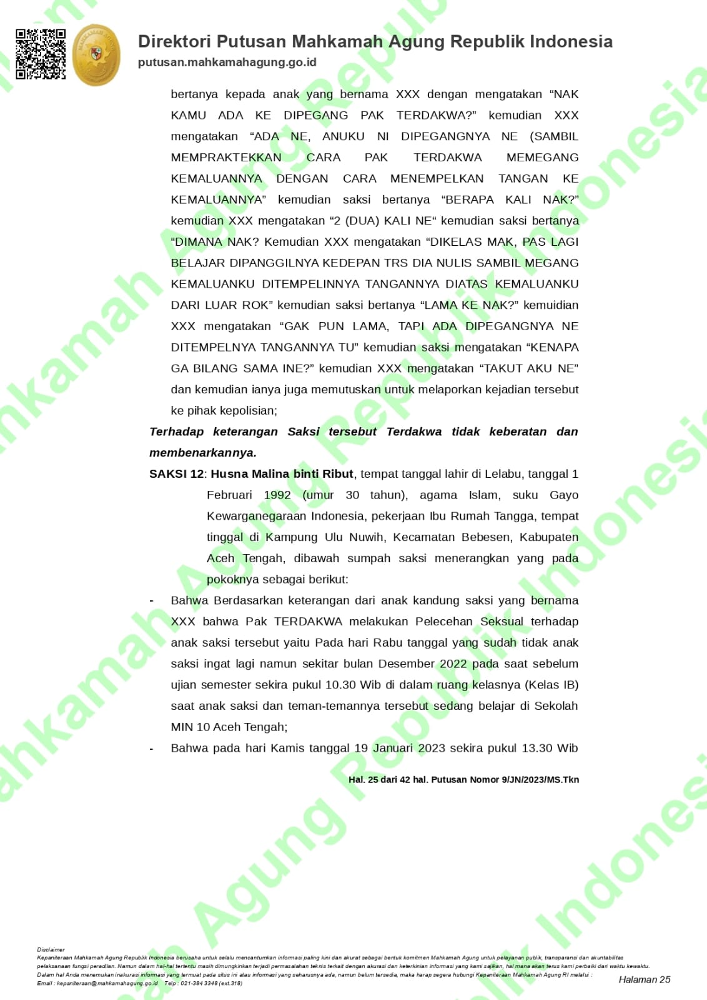 Direktori Putusan Mahkamah Agung Republik Indonesia
putusan.mahkamahagung.go.id
bertanya kepada anak yang bernama XXX dengan mengatakan “NAK
KAMU ADA KE DIPEGANG PAK TERDAKWA?” kemudian XXX
mengatakan “ADA NE, ANUKU NI DIPEGANGNYA NE (SAMBIL
MEMPRAKTEKKAN CARA PAK TERDAKWA MEMEGANG
KEMALUANNYA DENGAN CARA MENEMPELKAN TANGAN KE
KEMALUANNYA” kemudian saksi bertanya “BERAPA KALI NAK?”
kemudian XXX mengatakan “2 (DUA) KALI NE“ kemudian saksi bertanya
“DIMANA NAK? Kemudian XXX mengatakan “DIKELAS MAK, PAS LAGI
BELAJAR DIPANGGILNYA KEDEPAN TRS DIA NULIS SAMBIL MEGANG
KEMALUANKU DITEMPELINNYA TANGANNYA DIATAS KEMALUANKU
DARI LUAR ROK” kemudian saksi bertanya “LAMA KE NAK?” kemuidian
XXX mengatakan “GAK PUN LAMA, TAPI ADA DIPEGANGNYA NE
DITEMPELNYA TANGANNYA TU” kemudian saksi mengatakan “KENAPA
GA BILANG SAMA INE?” kemudian XXX mengatakan “TAKUT AKU NE”
dan kemudian ianya juga memutuskan untuk melaporkan kejadian tersebut
ke pihak kepolisian;
Terhadap keterangan Saksi tersebut Terdakwa tidak keberatan dan
membenarkannya.
SAKSI 12: Husna Malina binti Ribut, tempat tanggal lahir di Lelabu, tanggal 1
Februari 1992 (umur 30 tahun), agama Islam, suku Gayo
Kewarganegaraan Indonesia, pekerjaan Ibu Rumah Tangga, tempat
tinggal di Kampung Ulu Nuwih, Kecamatan Bebesen, Kabupaten
Aceh Tengah, dibawah sumpah saksi menerangkan yang pada
pokoknya sebagai berikut:
- Bahwa Berdasarkan keterangan dari anak kandung saksi yang bernama
XXX bahwa Pak TERDAKWA melakukan Pelecehan Seksual terhadap
anak saksi tersebut yaitu Pada hari Rabu tanggal yang sudah tidak anak
saksi ingat lagi namun sekitar bulan Desember 2022 pada saat sebelum
ujian semester sekira pukul 10.30 Wib di dalam ruang kelasnya (Kelas IB)
saat anak saksi dan teman-temannya tersebut sedang belajar di Sekolah
MIN 10 Aceh Tengah;
- Bahwa pada hari Kamis tanggal 19 Januari 2023 sekira pukul 13.30 Wib
Hal. 25 dari 42 hal. Putusan Nomor 9/JN/2023/MS.Tkn
Disclaimer
Kepaniteraan Mahkamah Agung Republik Indonesia berusaha untuk selalu mencantumkan informasi paling kini dan akurat sebagai bentuk komitmen Mahkamah Agung untuk pelayanan publik, transparansi dan akuntabilitas
pelaksanaan fungsi peradilan. Namun dalam hal-hal tertentu masih dimungkinkan terjadi permasalahan teknis terkait dengan akurasi dan keterkinian informasi yang kami sajikan, hal mana akan terus kami perbaiki dari waktu kewaktu.
Dalam hal Anda menemukan inakurasi informasi yang termuat pada situs ini atau informasi yang seharusnya ada, namun belum tersedia, maka harap segera hubungi Kepaniteraan Mahkamah Agung RI melalui :
Email : kepaniteraan@mahkamahagung.go.id Telp : 021-384 3348 (ext.318)
Halaman 25